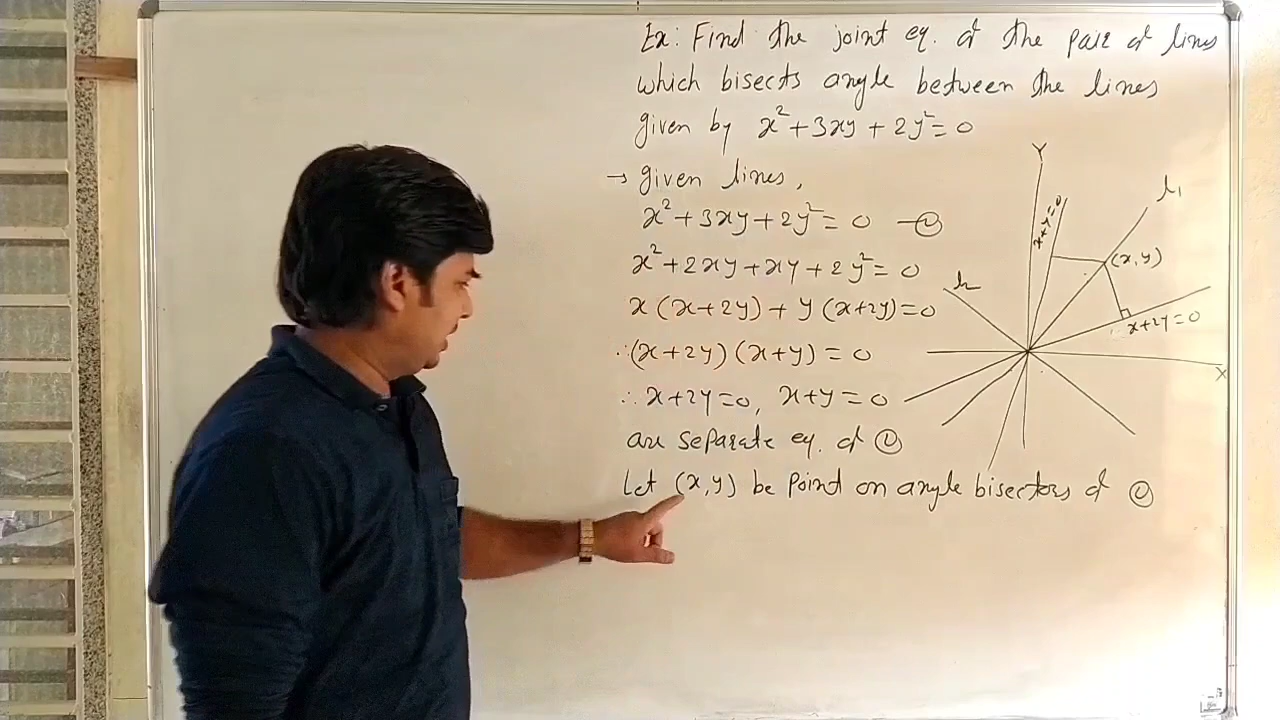 Ex: Find the joint eq. of the pair of lines
which bisects angle between the lines
given by x² + 3xy + 2y² = 0
→ given lines,
x² + 3xy + 2y² = 0 —①
x² + 2xy + xy + 2y² = 0
x (x + 2y) + y (x + 2y) = 0
∴ (x + 2y) (x + y) = 0
∴ x + 2y = 0, x + y = 0
are separate eq. of ①
Let (x, y) be point on angle bisectors of ①
Y
l₁
x+y=0
(x, y)
l₂
x+2y=0
X